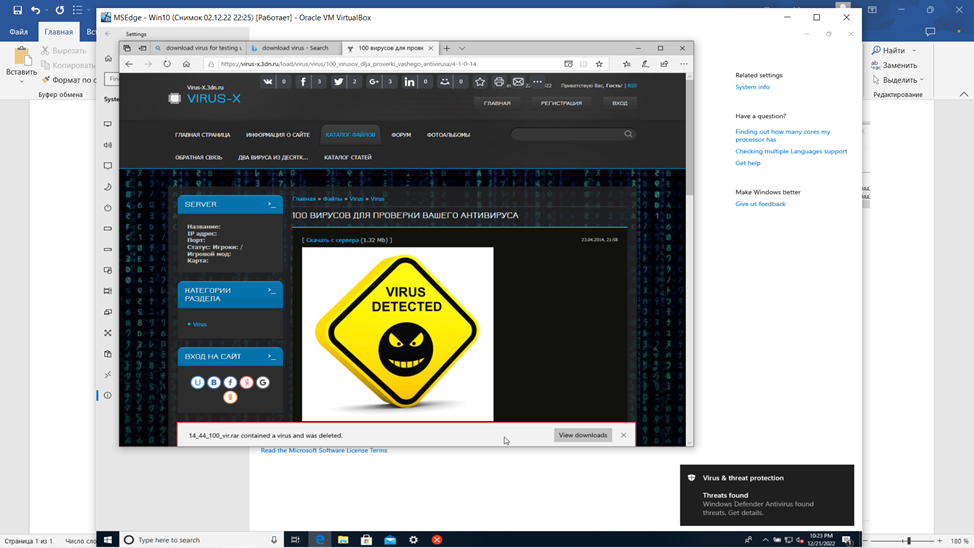 MSEdge - Win10 (Снимок 02.12.22 22:25) [Работает] - Oracle VM VirtualBox
Файл
Главная
Вставить
Вырезать
Копировать
Формат по
Буфер обмена
Найти
Заменить
Выделить
Редактирование
Settings
download virus for testing
download virus - Search
100 вирусов для пров
https://virus-x.3dn.ru/load/virus/virus/100_virusov_dlja_proverki_vashego_antivirusa/4-1-0-14
0
3
2
3
0
0
0
Virus-X.3dn.ru
VIRUS-X
Приветствую Вас, Гость! | RSS
ГЛАВНАЯ
РЕГИСТРАЦИЯ
ВХОД
ГЛАВНАЯ СТРАНИЦА
ИНФОРМАЦИЯ О САЙТЕ
КАТАЛОГ ФАЙЛОВ
ФОРУМ
ФОТОАЛЬБОМЫ
ОБРАТНАЯ СВЯЗЬ
ДВА ВИРУСА ИЗ ДЕСЯТК...
КАТАЛОГ СТАТЕЙ
SERVER >_
Название:
IP адрес:
Порт:
Статус: Игроки: /
Игровой мод:
Карта:
КАТЕГОРИИ РАЗДЕЛА >_
Virus
ВХОД НА САЙТ >_
Главная » Файлы » Virus » Virus
100 ВИРУСОВ ДЛЯ ПРОВЕРКИ ВАШЕГО АНТИВИРУСА
[ Скачать с сервера (1.32 Mb) ]
23.04.2014, 21:58
VIRUS
DETECTED
14_44_100_vir.rar contained a virus and was deleted.
View downloads
Read the Microsoft Software License Terms
Related settings
System info
Have a question?
Finding out how many cores my
processor has
Checking multiple Languages support
Get help
Make Windows better
Give us feedback
Virus & threat protection
Threats found
Windows Defender Antivirus found
threats. Get details.
Type here to search
10:23 PM
12/21/2022
Страница 1 из 1
Число сло
180 %